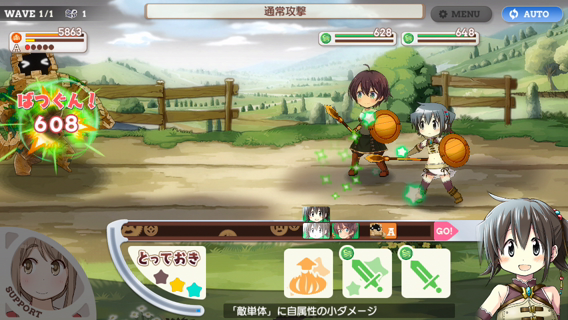 WAVE 1/1 1
通常攻撃
MENU
AUTO
5863
A
628
648
ばつぐん!
608
A
GO!
とっておき
SUPPORT
「敵単体」に自属性の小ダメージ